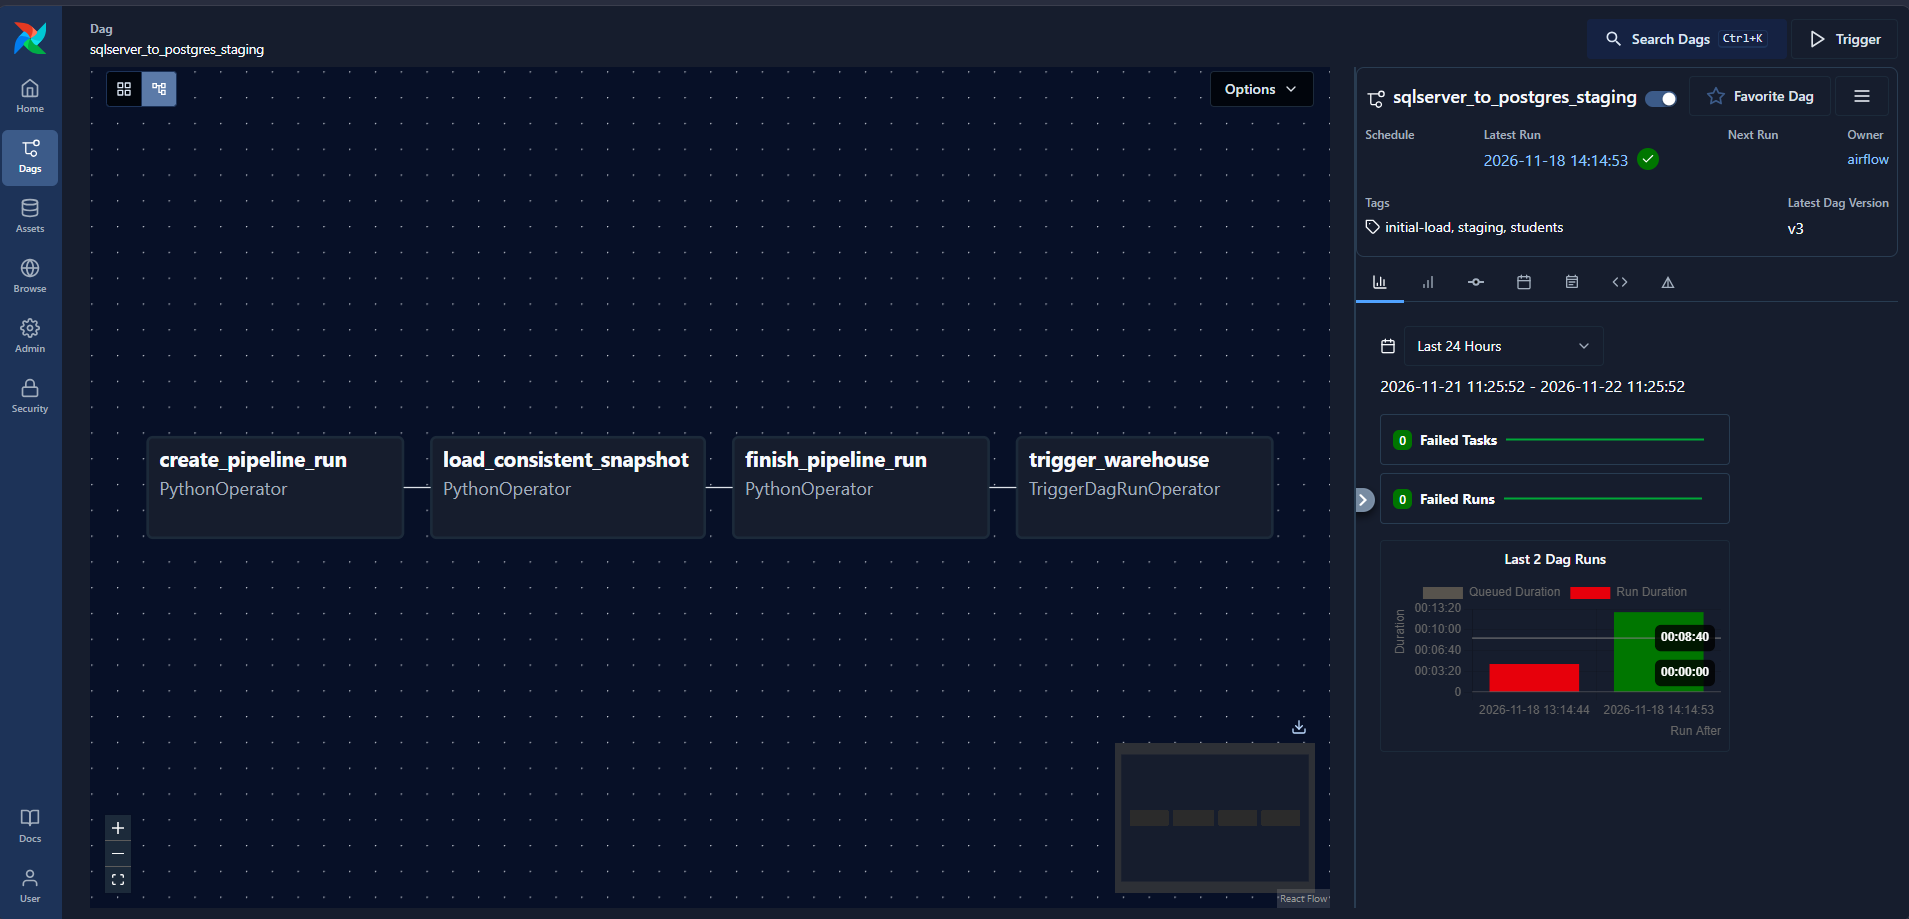 Dag
sqlserver_to_postgres_staging
Search Dags Ctrl+K
Trigger
Home
Dags
Assets
Browse
Admin
Security
Docs
User
Options
create_pipeline_run
PythonOperator
load_consistent_snapshot
PythonOperator
finish_pipeline_run
PythonOperator
trigger_warehouse
TriggerDagRunOperator
React Flow
sqlserver_to_postgres_staging
Favorite Dag
Schedule
Latest Run
2026-11-18 14:14:53
Next Run
Owner
airflow
Tags
initial-load, staging, students
Latest Dag Version
v3
Last 24 Hours
2026-11-21 11:25:52 - 2026-11-22 11:25:52
0 Failed Tasks
0 Failed Runs
Last 2 Dag Runs
Queued Duration Run Duration
Duration
00:13:20
00:10:00
00:06:40
00:03:20
0
00:08:40
00:00:00
2026-11-18 13:14:44 2026-11-18 14:14:53
Run After